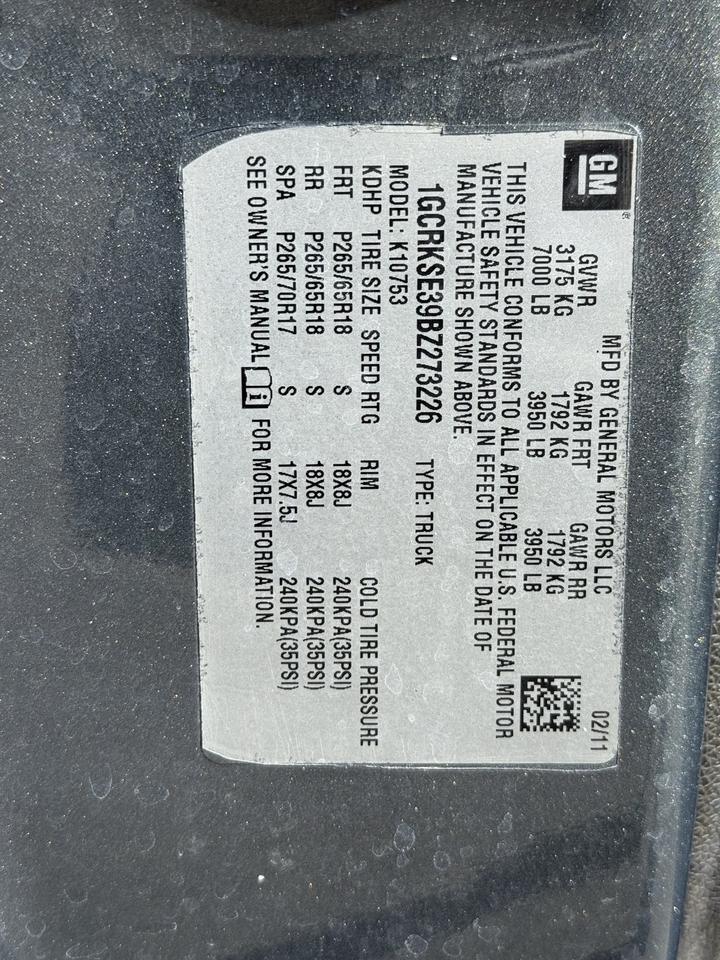 GM®
MFD BY GENERAL MOTORS LLC 02/11
GVWR GAWR FRT GAWR RR
3175 KG 1792 KG 1792 KG
7000 LB 3950 LB 3950 LB
THIS VEHICLE CONFORMS TO ALL APPLICABLE U.S. FEDERAL MOTOR
VEHICLE SAFETY STANDARDS IN EFFECT ON THE DATE OF
MANUFACTURE SHOWN ABOVE.
1GCRKSE39BZ273226 TYPE: TRUCK
MODEL: K10753
KDHP TIRE SIZE SPEED RTG RIM COLD TIRE PRESSURE
FRT P265/65R18 S 18X8J 240KPA(35PSI)
RR P265/65R18 S 18X8J 240KPA(35PSI)
SPA P265/70R17 S 17X7.5J 240KPA(35PSI)
SEE OWNER'S MANUAL FOR MORE INFORMATION.